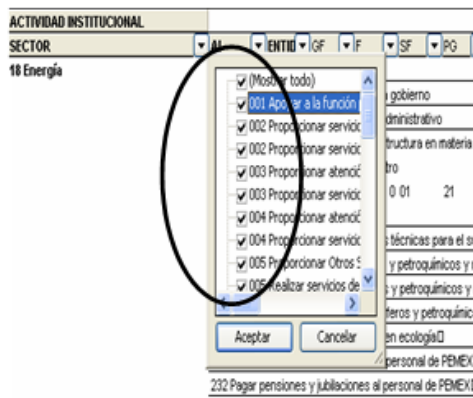 ACTIVIDAD INSTITUCIONAL
SECTOR AI ENTID GF F SF PG
18 Energía
(Mostrar todo)
001 Apoyar a la función
002 Proporcionar servicio
002 Proporcionar servicio
003 Proporcionar atenció
003 Proporcionar servicio
004 Proporcionar atenció
004 Proporcionar servicio
005 Proporcionar Otros S
005 Realizar servicios de
Aceptar Cancelar
gobierno
dministrativo
tructura en materia
tro
0 01 21
técnicas para el s
y petroquímicos y
y petroquímicos y
feros y petroquímic
en ecología
personal de PEMEX
232 Pagar pensiones y jubilaciones al personal de PEMEX